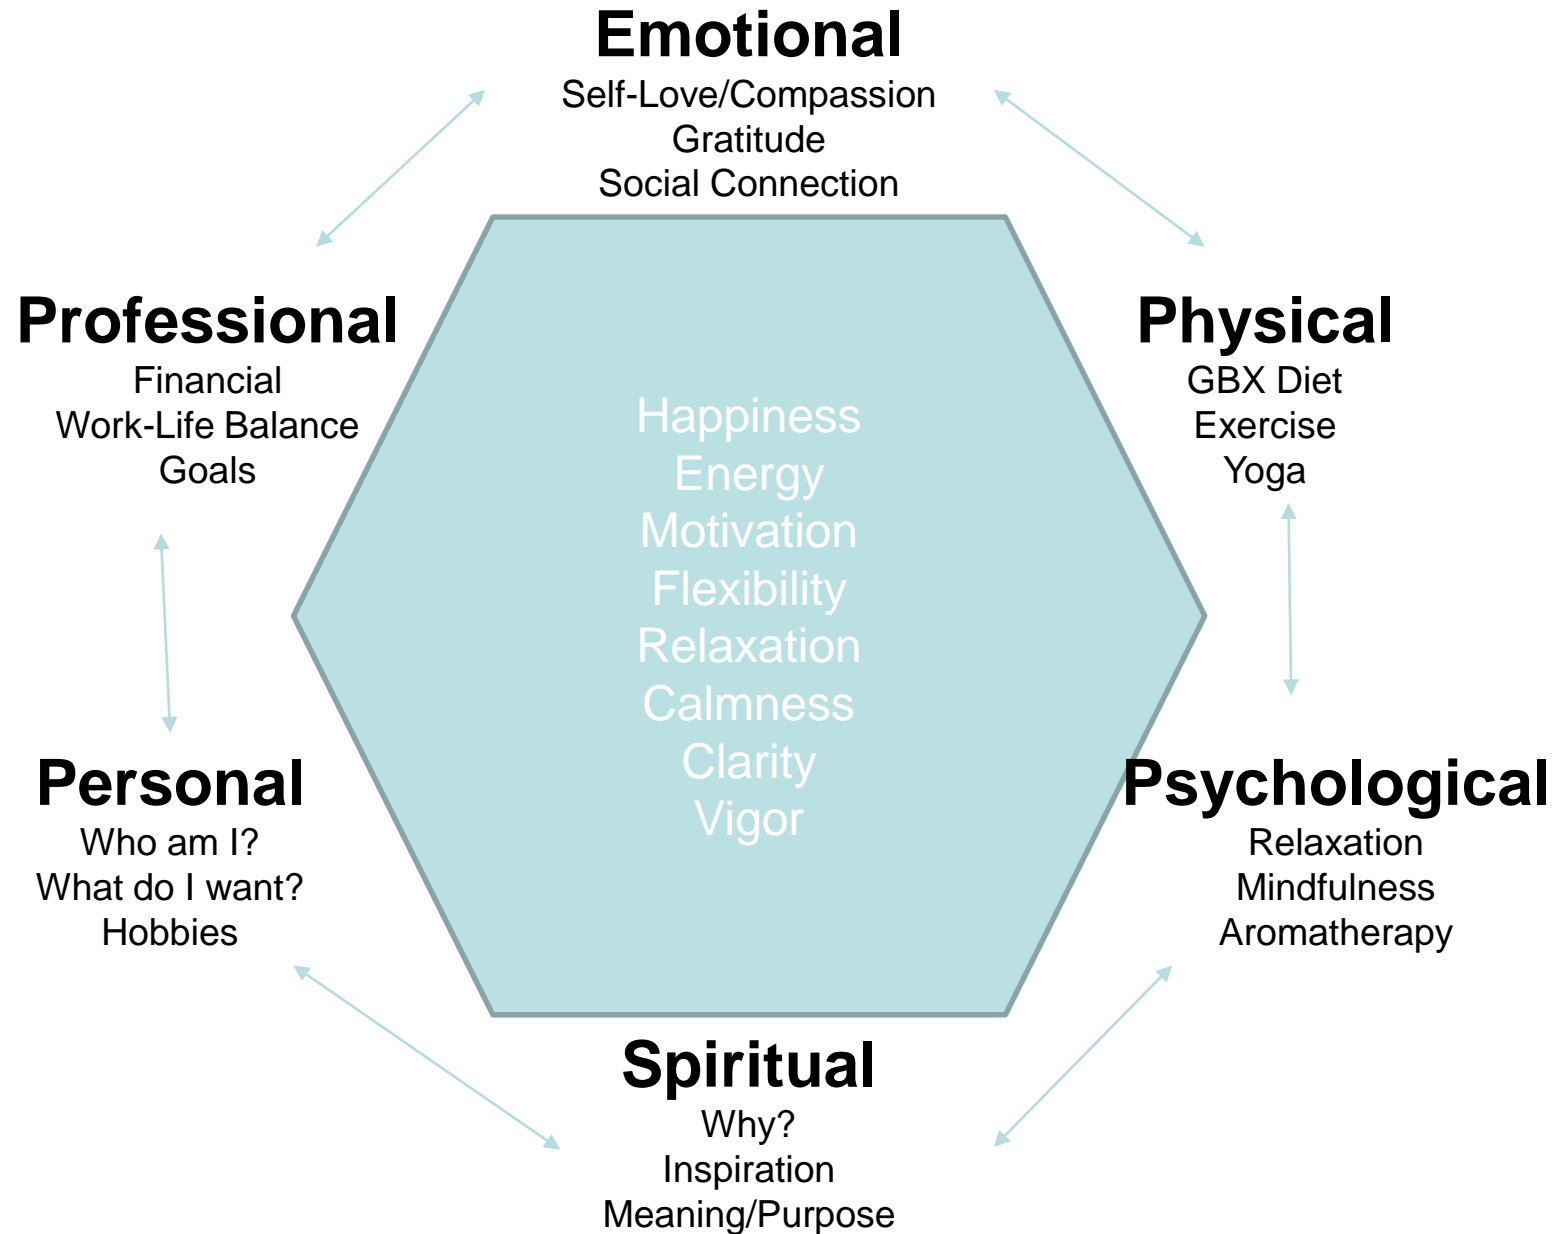 Emotional
Self-Love/Compassion
Gratitude
Social Connection
Professional
Financial
Work-Life Balance
Goals
Physical
GBX Diet
Exercise
Yoga
Happiness
Energy
Motivation
Flexibility
Relaxation
Calmness
Clarity
Vigor
Personal
Who am I?
What do I want?
Hobbies
Psychological
Relaxation
Mindfulness
Aromatherapy
Spiritual
Why?
Inspiration
Meaning/Purpose